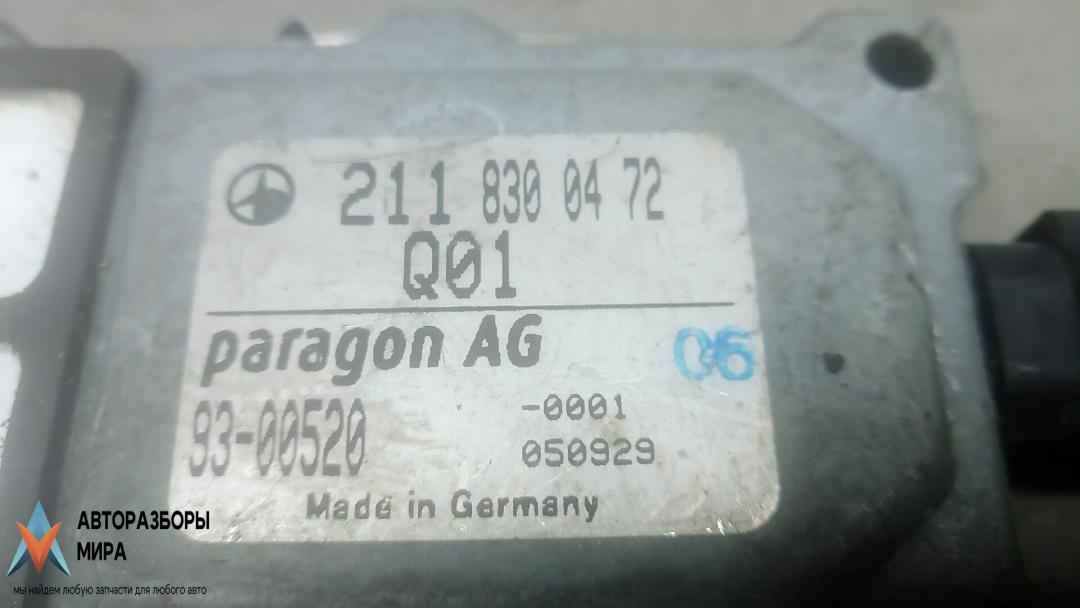 211 830 04 72
Q01
paragon AG
06
93-00520
-0001
050929
Made in Germany
АВТОРАЗБОРЫ
МИРА
мы найдем любую запчасти для любого авто